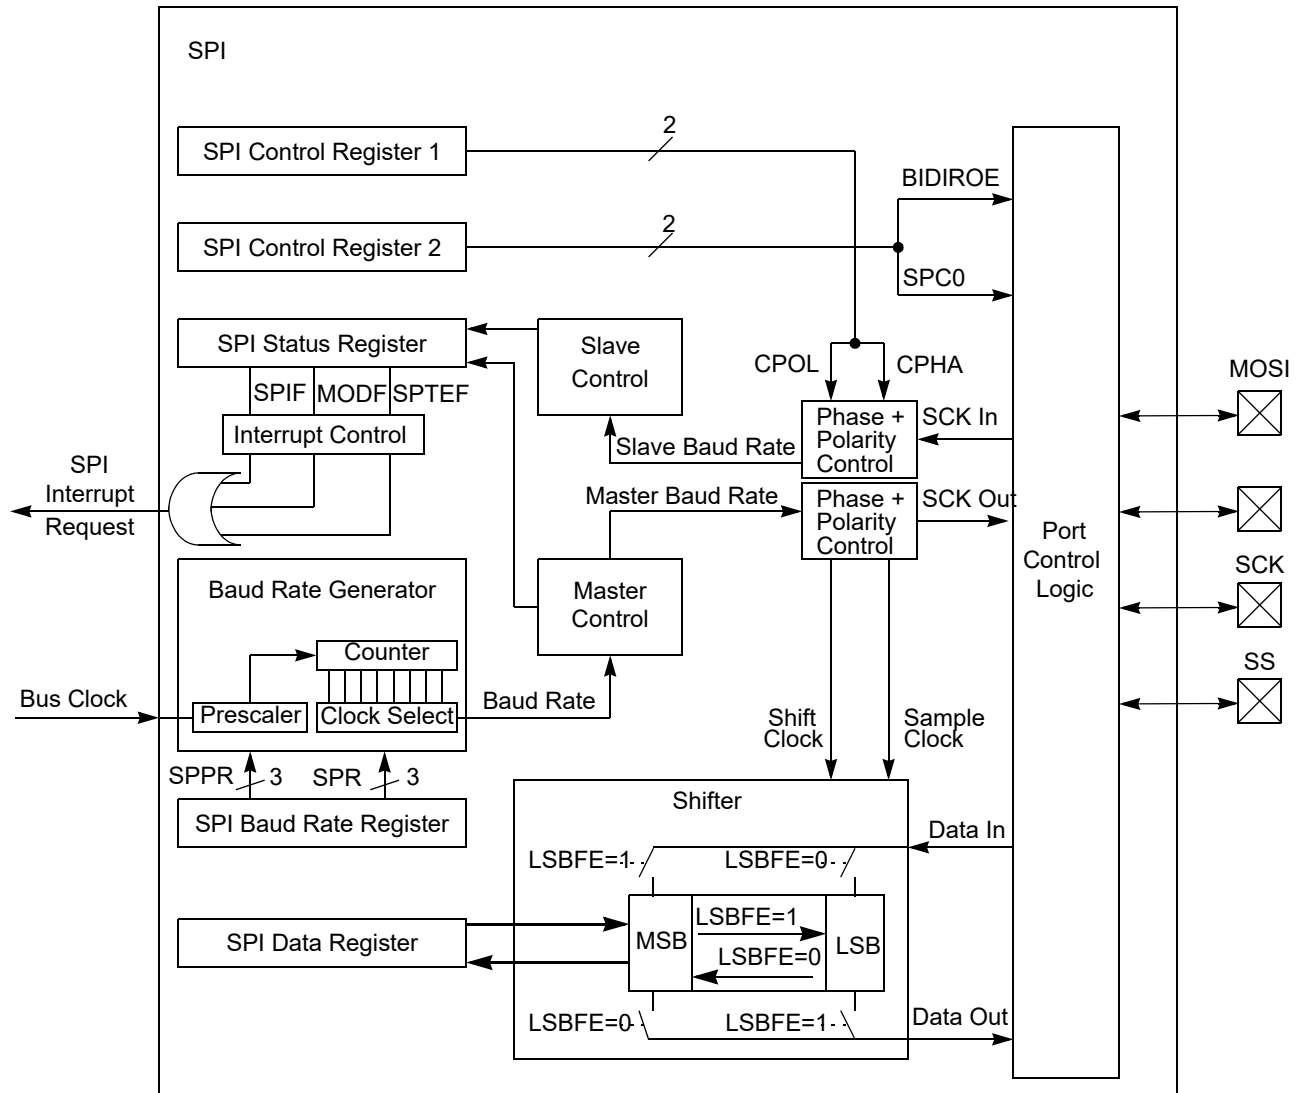 SPI
2
SPI Control Register 1
BIDIROE
2
SPI Control Register 2
SPC0
SPI Status Register
Slave
Control
CPOL
CPHA
MOSI
SPIF
MODF
SPTEF
Phase +
Polarity
Control
SCK In
Interrupt Control
Slave Baud Rate
SPI
Interrupt
Request
Master Baud Rate
Phase +
Polarity
Control
SCK Out
Port
Control
Logic
SCK
Baud Rate Generator
Master
Control
Counter
SS
Bus Clock
Prescaler
Clock Select
Baud Rate
Shift
Clock
Sample
Clock
SPPR
3
SPR
3
SPI Baud Rate Register
Shifter
Data In
LSBFE=1
LSBFE=0
LSBFE=1
SPI Data Register
MSB
LSBFE=0
LSB
LSBFE=0
LSBFE=1
Data Out